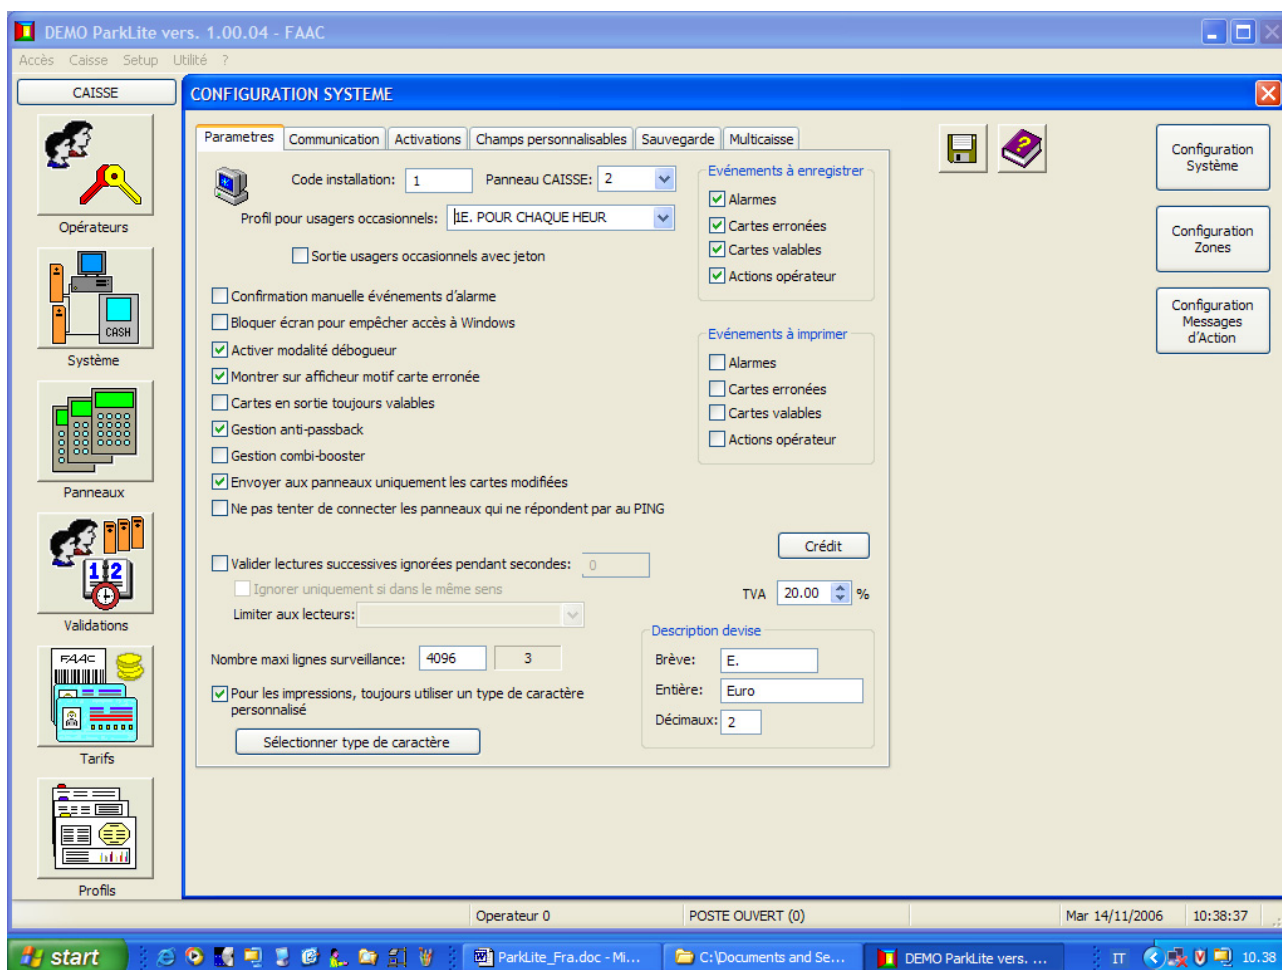 DEMO ParkLite vers. 1.00.04 - FAAC
Accès Caisse Setup Utilité ?
CAISSE
CONFIGURATION SYSTEME
Opérateurs
CASH
Système
Panneaux
1 2
Validations
FAAC
Tarifs
Profils
Parametres Communication Activations Champs personnalisables Sauvegarde Multicaisse
Code installation: 1 Panneau CAISSE: 2
Profil pour usagers occasionnels: 1E. POUR CHAQUE HEUR
Sortie usagers occasionnels avec jeton
Confirmation manuelle événements d'alarme
Bloquer écran pour empêcher accès à Windows
Activer modalité débogueur
Montrer sur afficheur motif carte erronée
Cartes en sortie toujours valables
Gestion anti-passback
Gestion combi-booster
Envoyer aux panneaux uniquement les cartes modifiées
Ne pas tenter de connecter les panneaux qui ne répondent par au PING
Valider lectures successives ignorées pendant secondes: 0
Ignorer uniquement si dans le même sens
Limiter aux lecteurs:
Nombre maxi lignes surveillance: 4096 3
Pour les impressions, toujours utiliser un type de caractère
personnalisé
Sélectionner type de caractère
Evénements à enregistrer
Alarmes
Cartes erronées
Cartes valables
Actions opérateur
Evénements à imprimer
Alarmes
Cartes erronées
Cartes valables
Actions opérateur
Crédit
TVA 20.00 %
Description devise
Brève: E.
Entière: Euro
Décimaux: 2
Configuration
Système
Configuration
Zones
Configuration
Messages
d'Action
Operateur 0 POSTE OUVERT (0) Mar 14/11/2006 10:38:37
start ParkLite_Fra.doc - Mi... C:\Documents and Se... DEMO ParkLite vers. ... IT 10.38